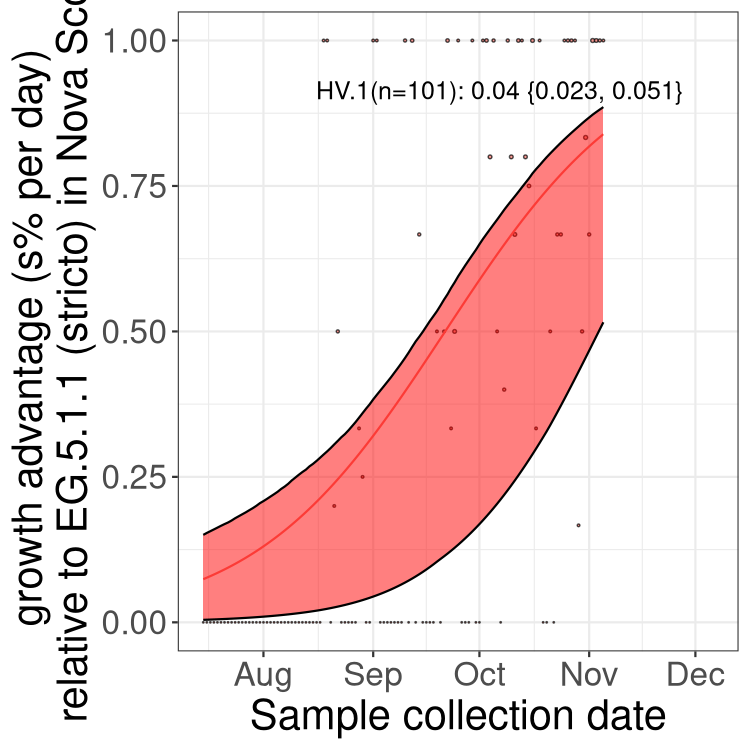 growth advantage (s% per day)
relative to EG.5.1.1 (stricto) in Nova Sco
1.00
0.75
0.50
0.25
0.00
HV.1(n=101): 0.04 {0.023, 0.051}
Aug Sep Oct Nov Dec
Sample collection date